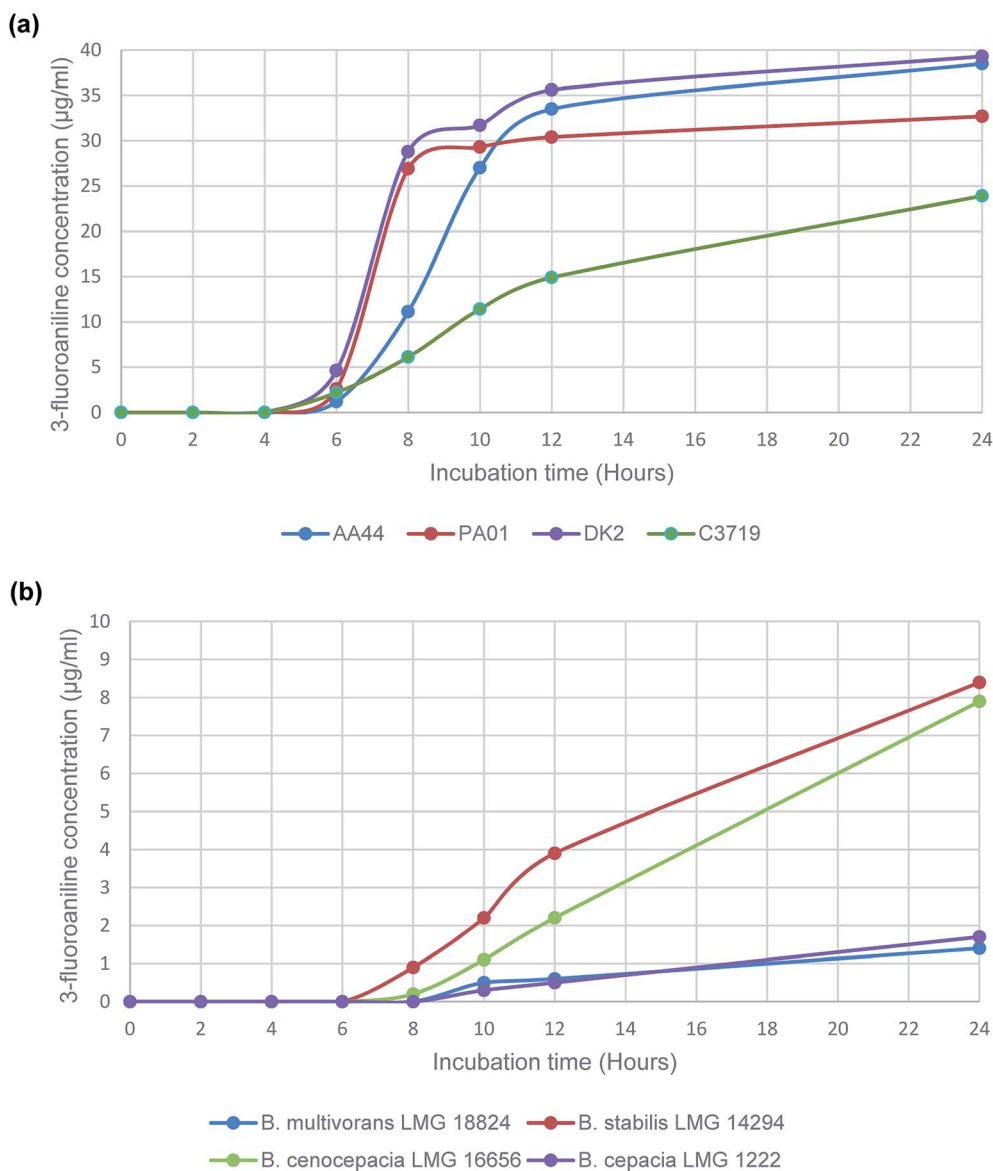 (a)
3-fluoroaniline concentration (µg/ml)
40
35
30
25
20
15
10
5
0
0 2 4 6 8 10 12 14 16 18 20 22 24
Incubation time (Hours)
AA44 PA01 DK2 C3719
(b)
3-fluoroaniline concentration (µg/ml)
10
9
8
7
6
5
4
3
2
1
0
0 2 4 6 8 10 12 14 16 18 20 22 24
Incubation time (Hours)
B. multivorans LMG 18824 B. stabilis LMG 14294
B. cenocepacia LMG 16656 B. cepacia LMG 1222